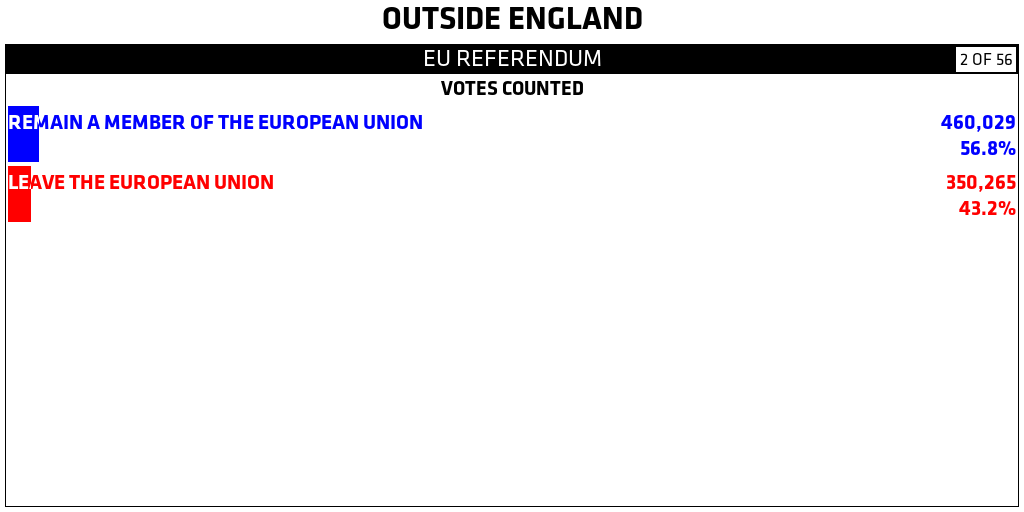 OUTSIDE ENGLAND
EU REFERENDUM
2 OF 56
VOTES COUNTED
REMAIN A MEMBER OF THE EUROPEAN UNION 460,029
56.8%
LEAVE THE EUROPEAN UNION 350,265
43.2%